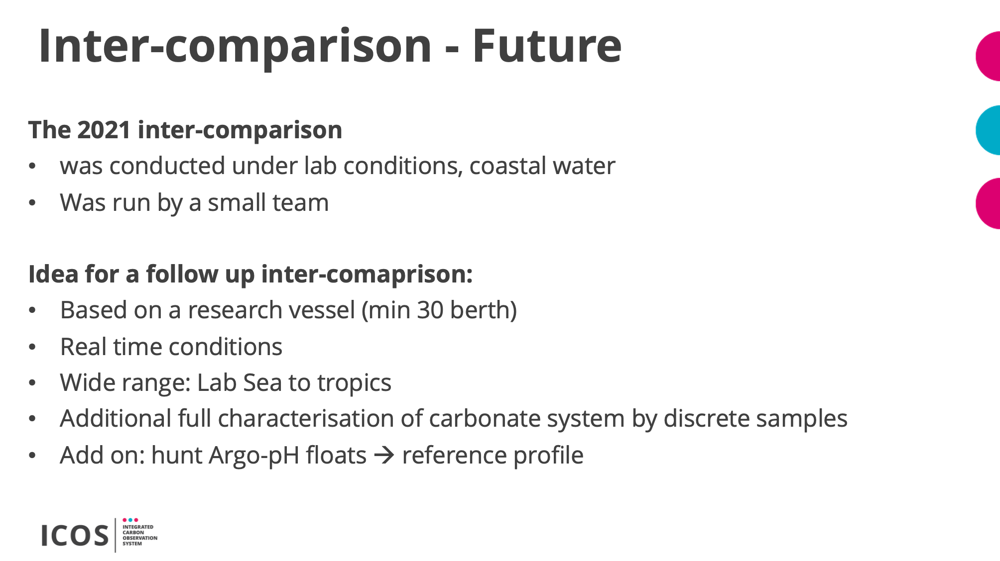 Inter-comparison - Future
The 2021 inter-comparison
• was conducted under lab conditions, coastal water
• Was run by a small team
Idea for a follow up inter-comaprison:
• Based on a research vessel (min 30 berth)
• Real time conditions
• Wide range: Lab Sea to tropics
• Additional full characterisation of carbonate system by discrete samples
• Add on: hunt Argo-pH floats → reference profile
ICOS
INTEGRATED
CARBON
OBSERVATION
SYSTEM